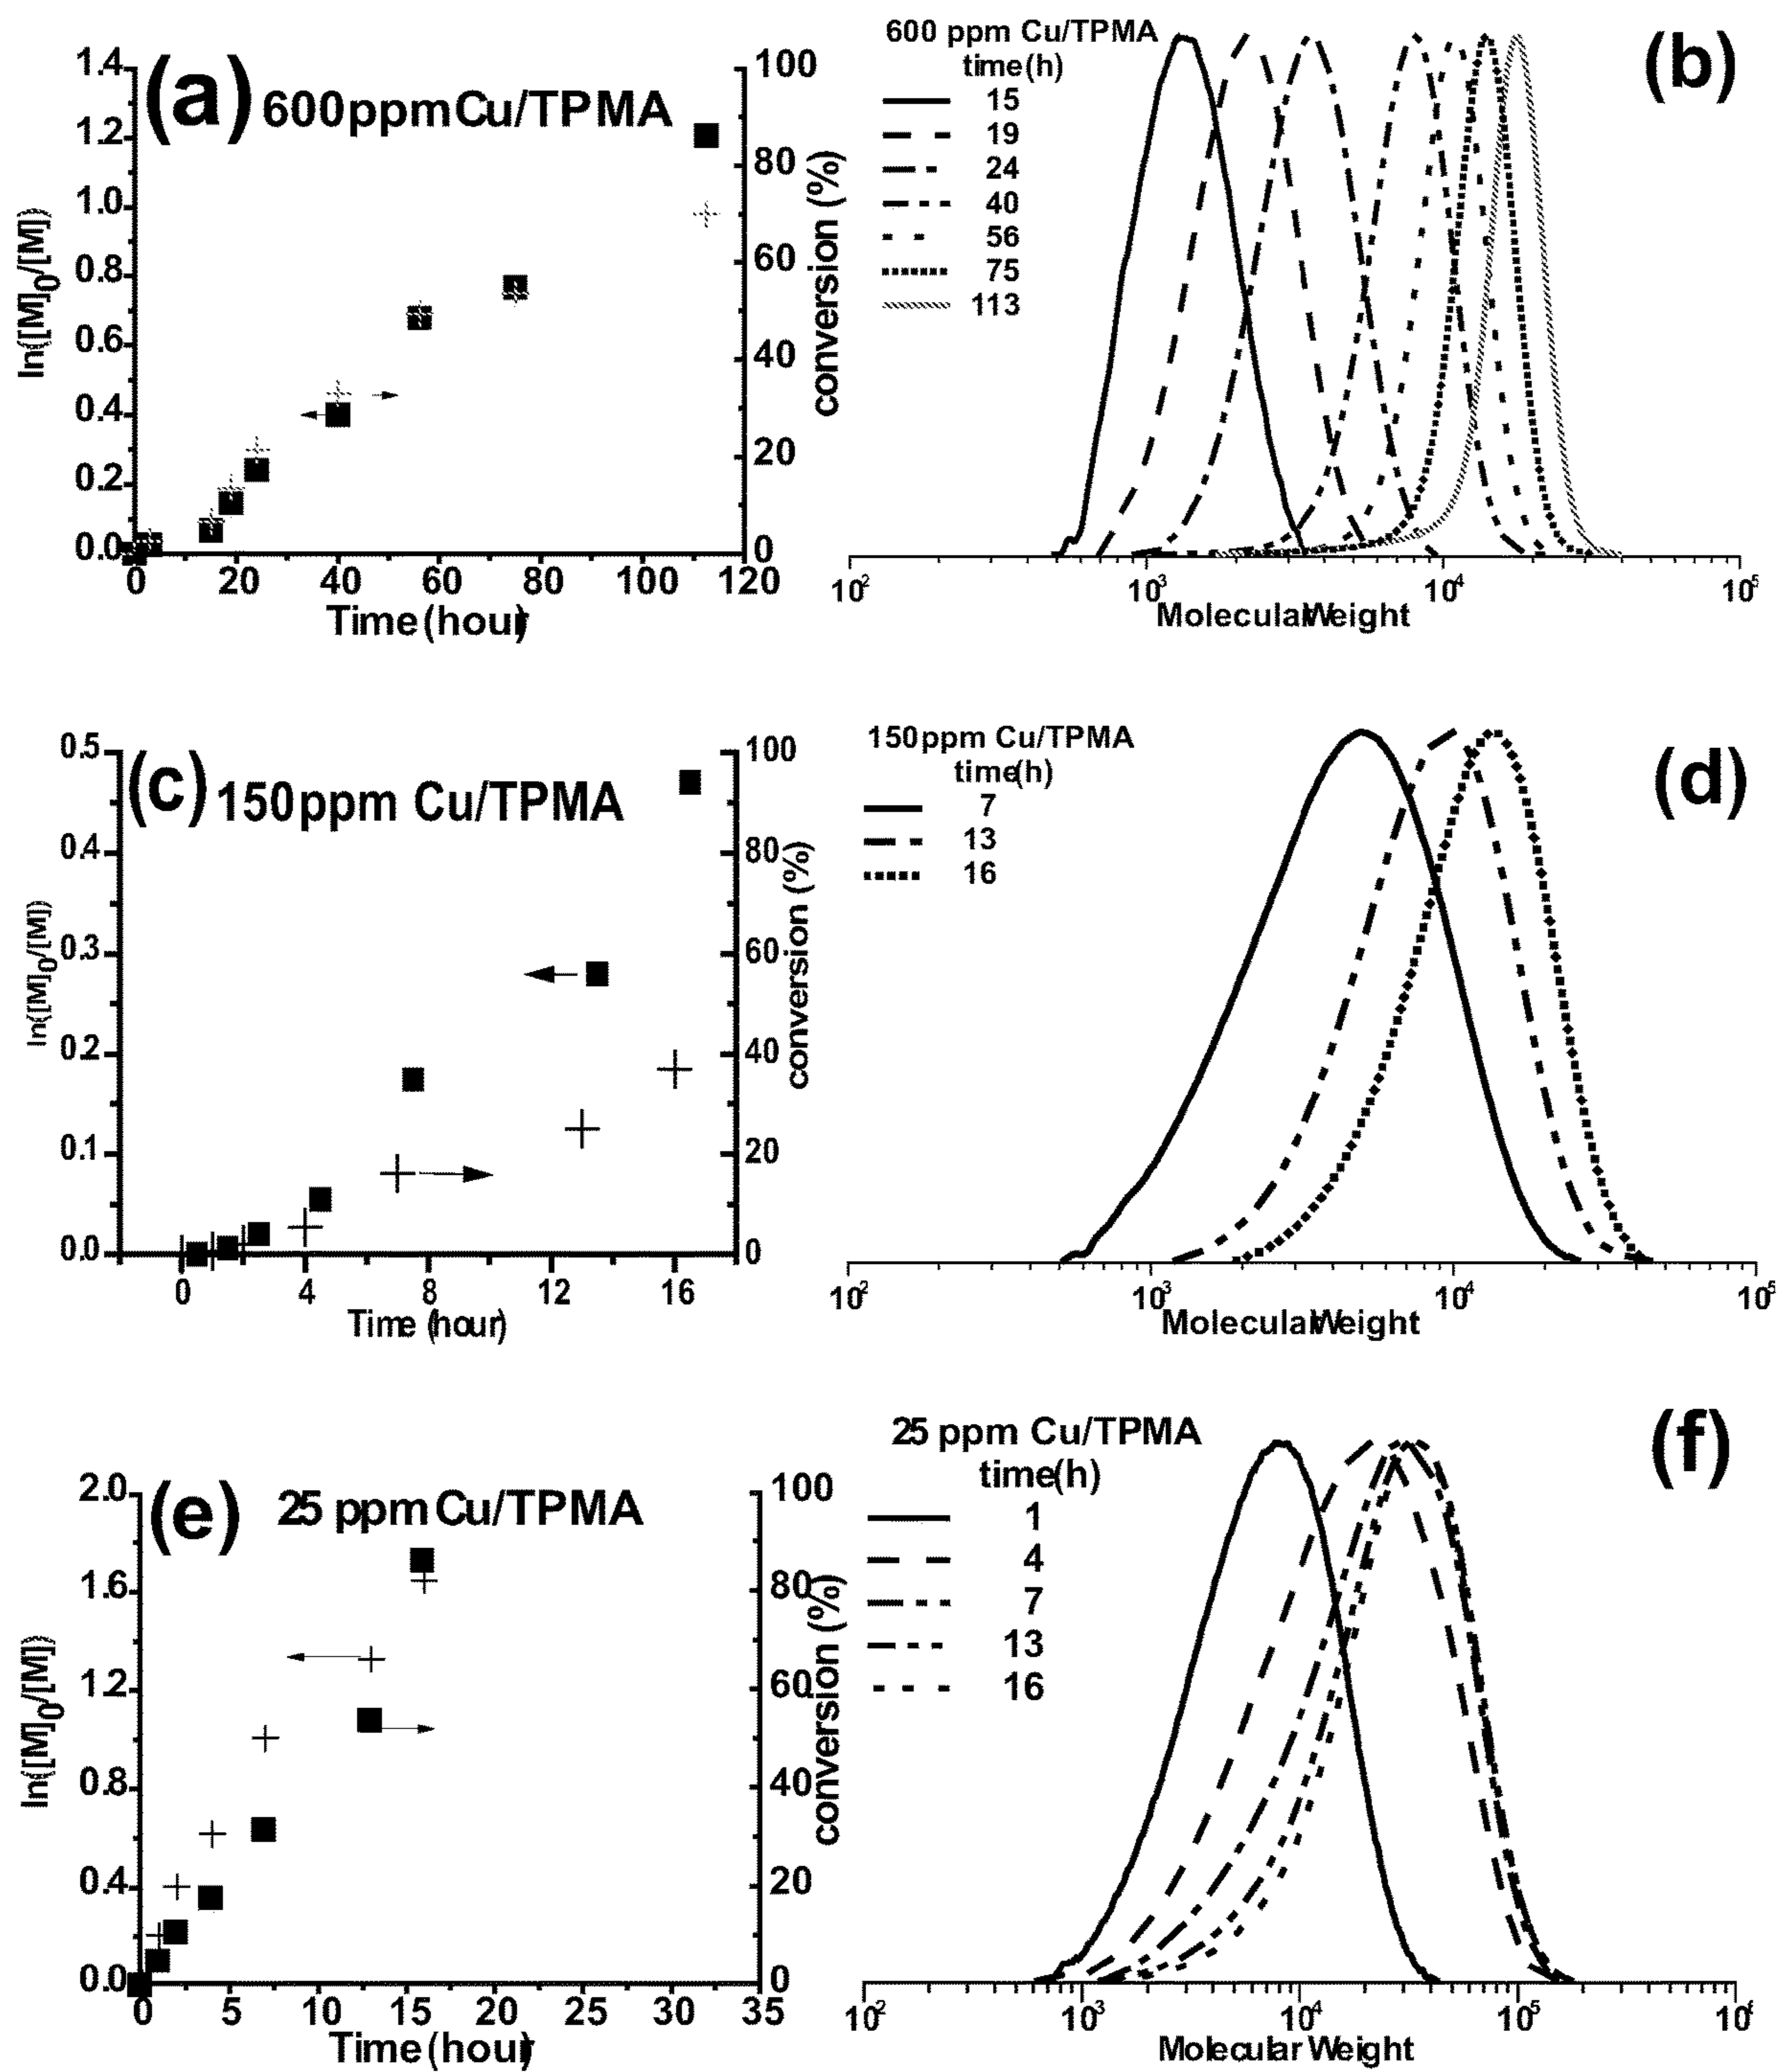 (a) 600ppmCu/TPMA
ln([M]0/[M])
1.4
1.2
1.0
0.8
0.6
0.4
0.2
0.0
100
80
60
40
20
0
conversion (%)
0 20 40 60 80 100 120
Time (hour)
(b)
600 ppm Cu/TPMA
time(h)
15
19
24
40
56
75
113
10² 10³ 10⁴ 10⁵
MolecularWeight
(c) 150ppm Cu/TPMA
ln([M]0/[M])
0.5
0.4
0.3
0.2
0.1
0.0
100
80
60
40
20
0
conversion (%)
0 4 8 12 16
Time (hour)
(d)
150ppm Cu/TPMA
time(h)
7
13
16
10² 10³ 10⁴ 10⁵
MolecularWeight
(e) 25 ppmCu/TPMA
ln([M]0/[M])
2.0
1.6
1.2
0.8
0.4
0.0
100
80
60
40
20
0
conversion (%)
0 5 10 15 20 25 30 35
Time (hour)
(f)
25 ppm Cu/TPMA
time(h)
1
4
7
13
16
10² 10³ 10⁴ 10⁵ 10⁶
Molecular Weight